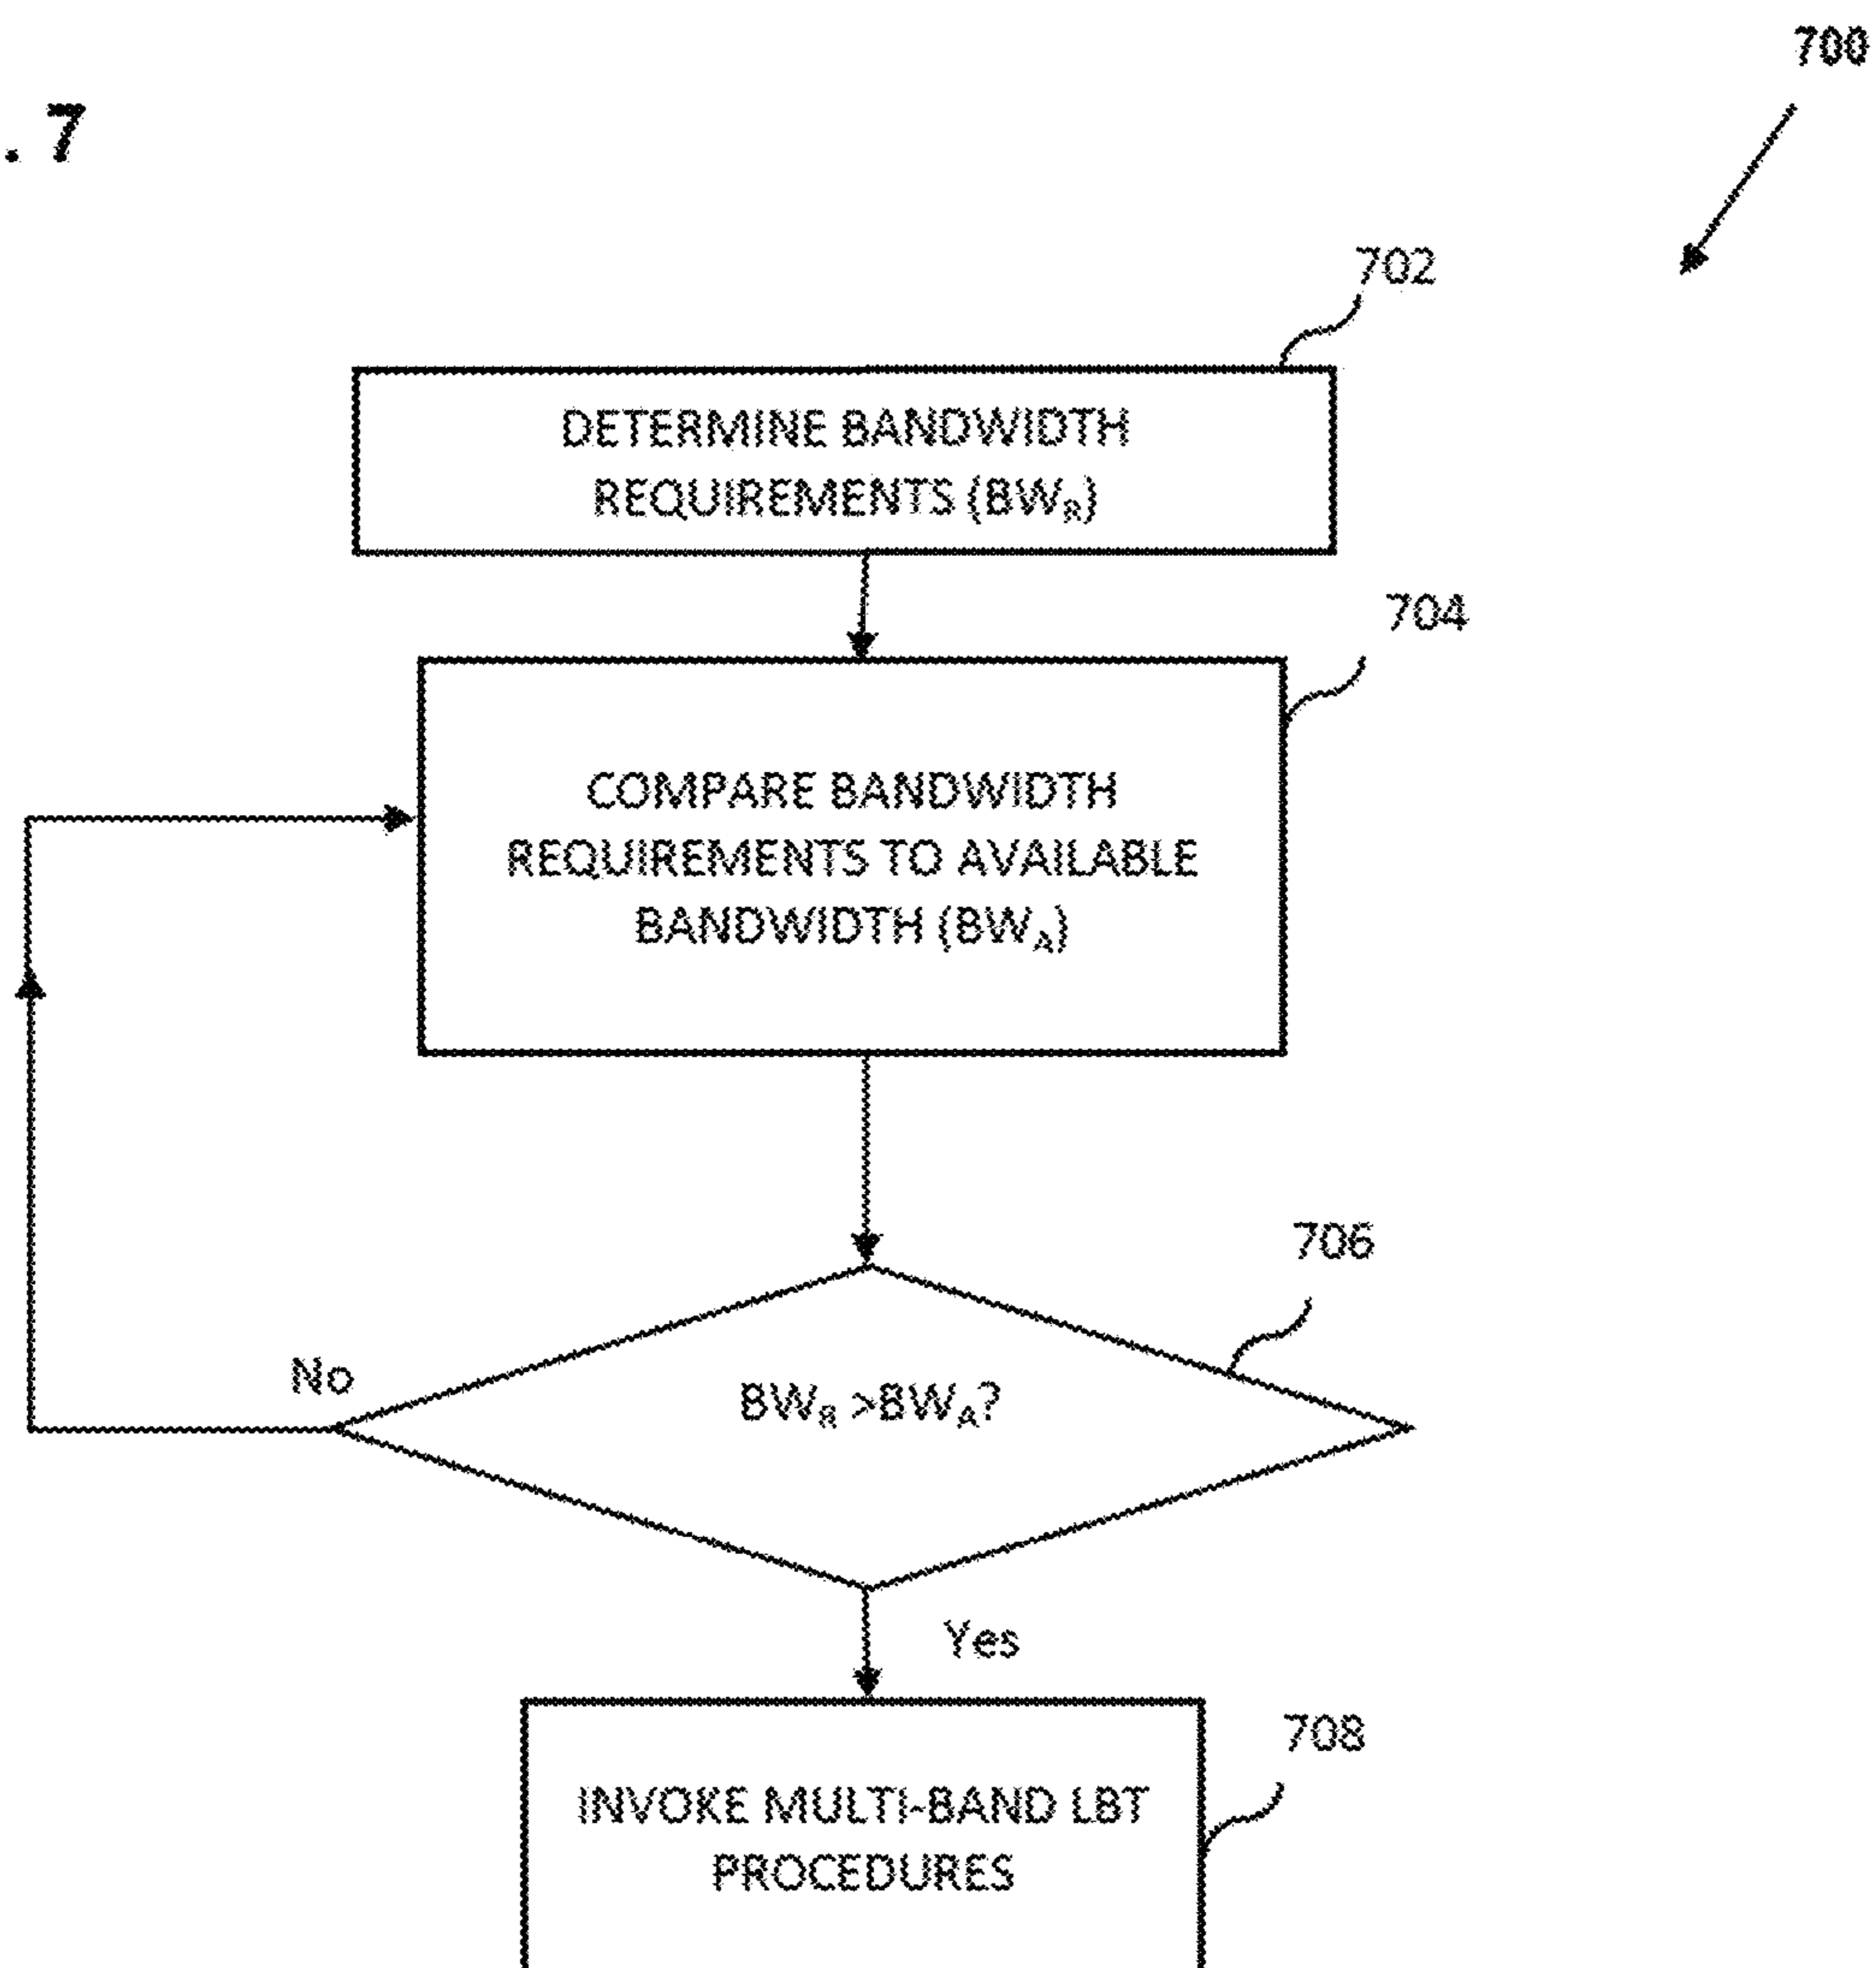 700
. 7
702
DETERMINE BANDWIDTH
REQUIREMENTS (BWR)
704
COMPARE BANDWIDTH
REQUIREMENTS TO AVAILABLE
BANDWIDTH (BWA)
706
No
BWR >BWA?
Yes
708
INVOKE MULTI-BAND LBT
PROCEDURES